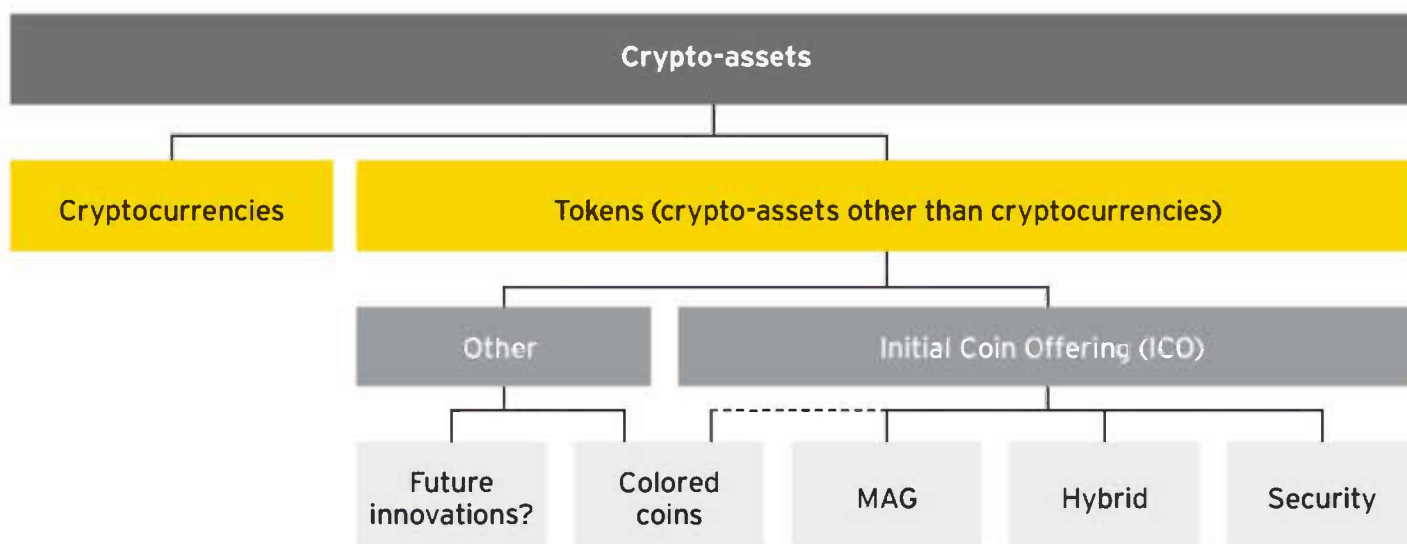 Crypto-assets
Cryptocurrencies
Tokens (crypto-assets other than cryptocurrencies)
Other
Initial Coin Offering (ICO)
Future
innovations?
Colored
coins
MAG
Hybrid
Security